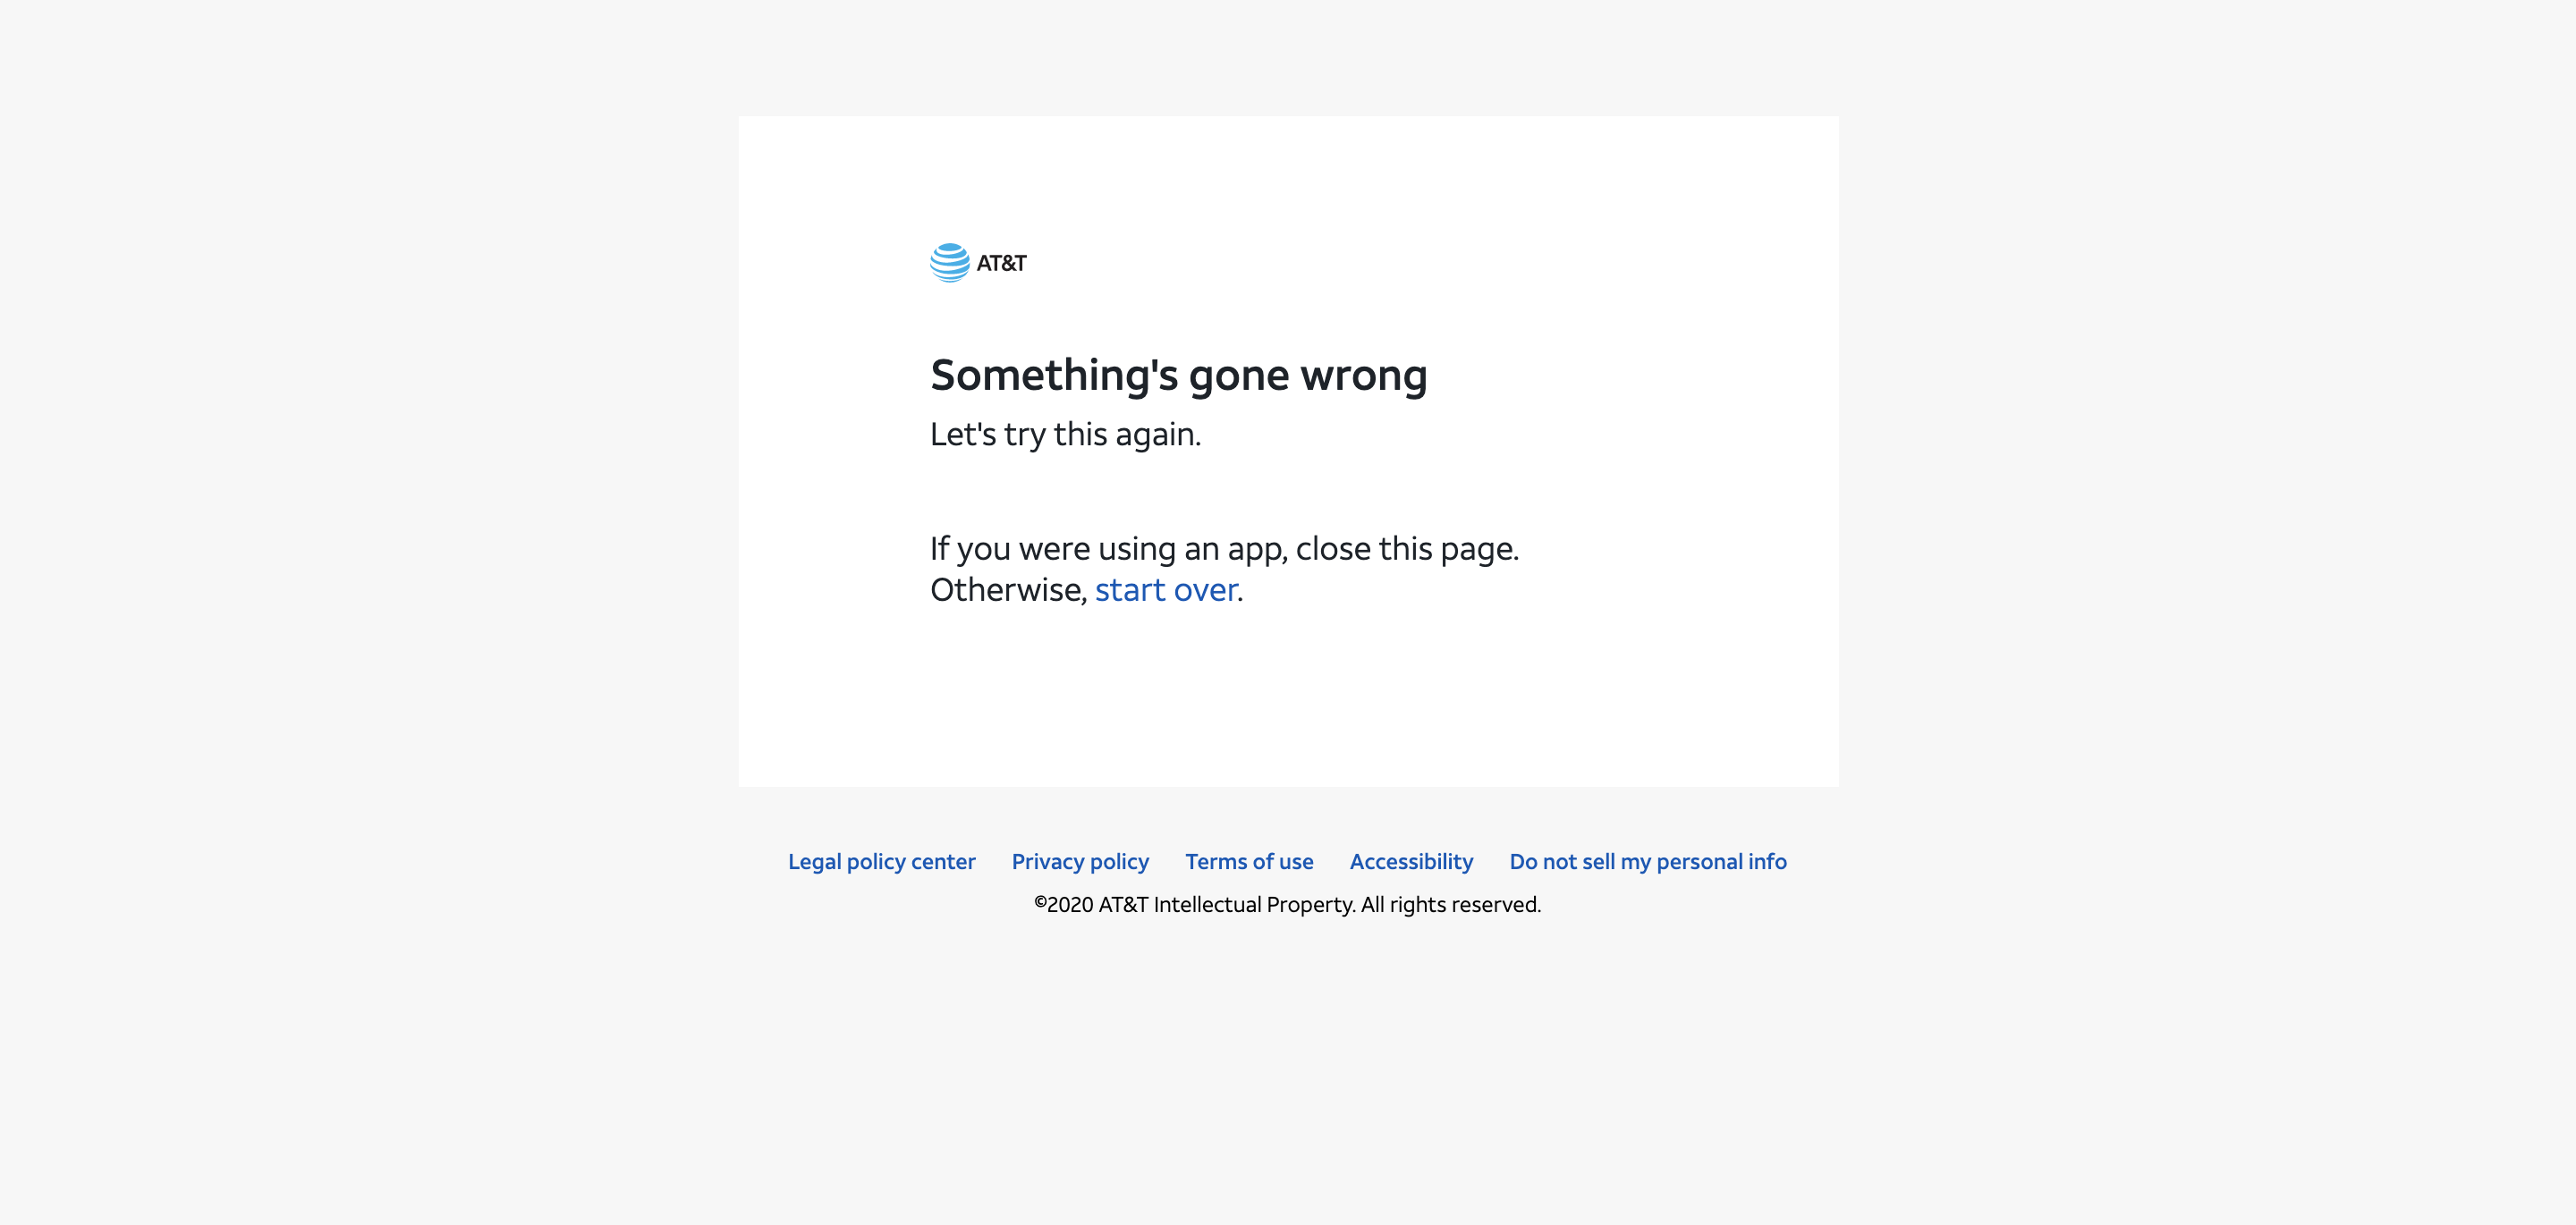 AT&T
Something's gone wrong
Let's try this again.
If you were using an app, close this page.
Otherwise, start over.
Legal policy center Privacy policy Terms of use Accessibility Do not sell my personal info
©2020 AT&T Intellectual Property. All rights reserved.